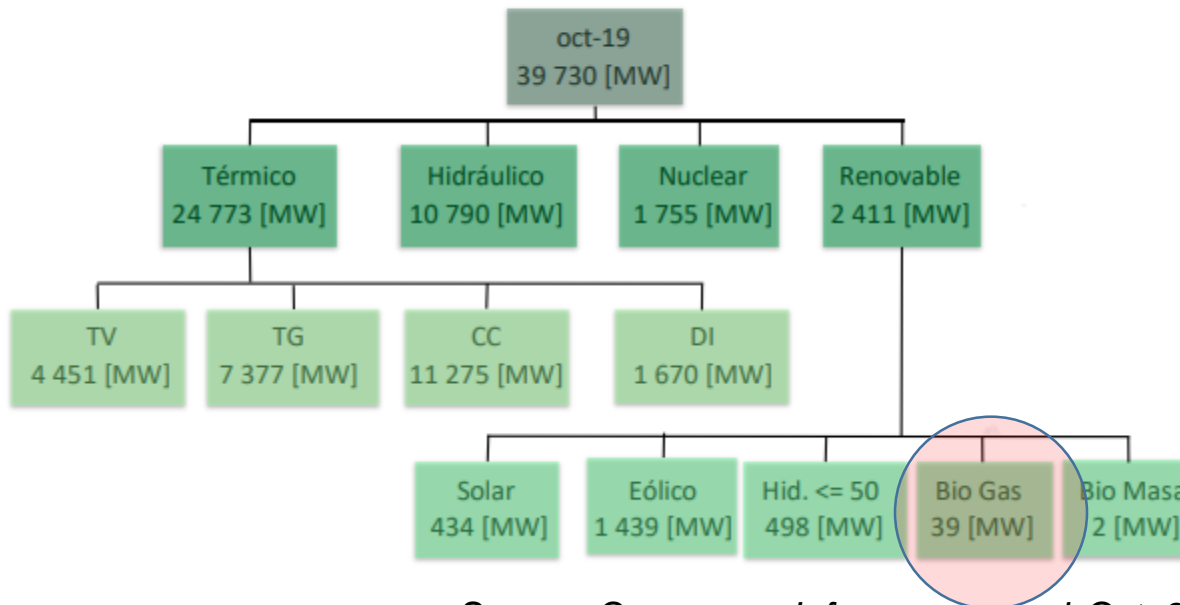 oct-19
39 730 [MW]
Térmico
24 773 [MW]
Hidráulico
10 790 [MW]
Nuclear
1 755 [MW]
Renovable
2 411 [MW]
TV
4 451 [MW]
TG
7 377 [MW]
CC
11 275 [MW]
DI
1 670 [MW]
Solar
434 [MW]
Eólico
1 439 [MW]
Hid. <= 50
498 [MW]
Bio Gas
39 [MW]
Bio Masa
2 [MW]